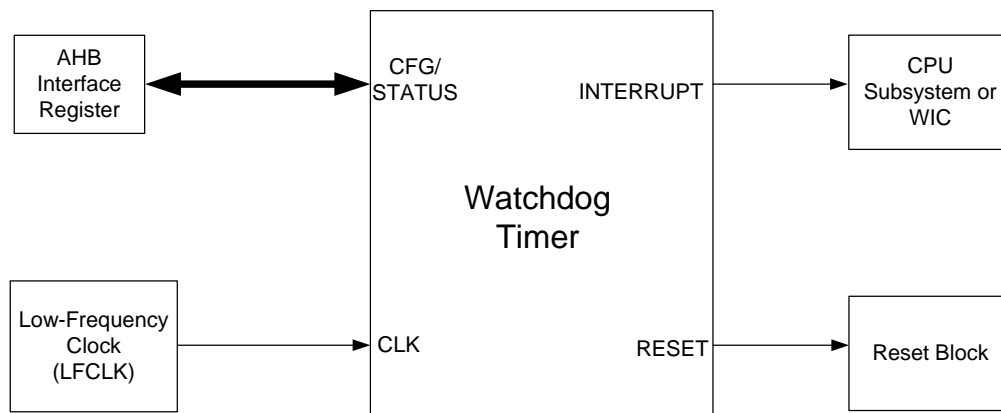 AHB
Interface
Register
CFG/
STATUS
INTERRUPT
CPU
Subsystem or
WIC
Watchdog
Timer
Low-Frequency
Clock
(LFCLK)
CLK
RESET
Reset Block